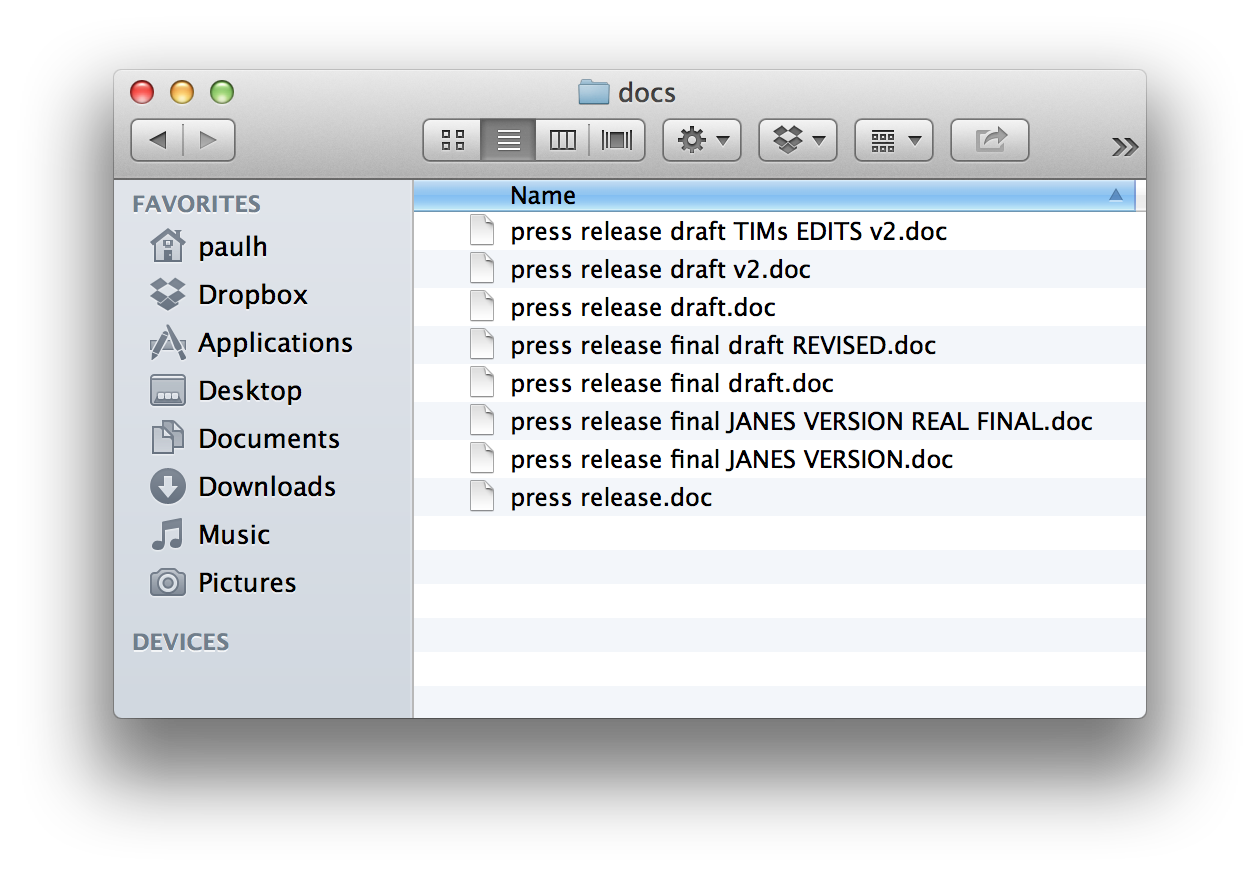 docs
FAVORITES
paulh
Dropbox
Applications
Desktop
Documents
Downloads
Music
Pictures
DEVICES
Name
press release draft TIMs EDITS v2.doc
press release draft v2.doc
press release draft.doc
press release final draft REVISED.doc
press release final draft.doc
press release final JANES VERSION REAL FINAL.doc
press release final JANES VERSION.doc
press release.doc